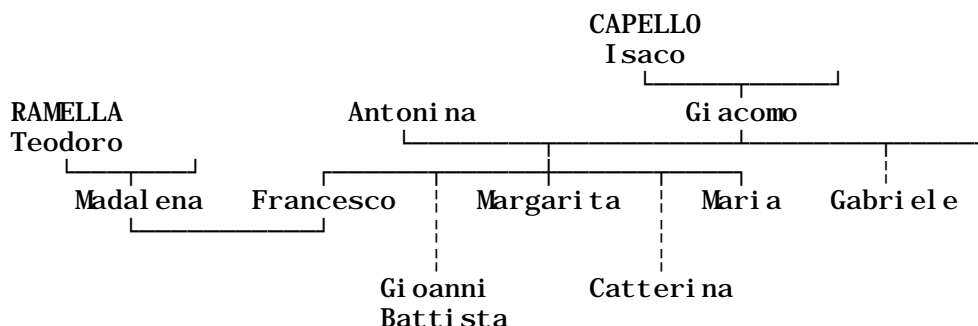 CAPELLO
Isaco
RAMELLA Antonina Giacomo
Teodoro
Madalena Francesco Margarita Maria Gabriele
Gioanni Catterina
Battista